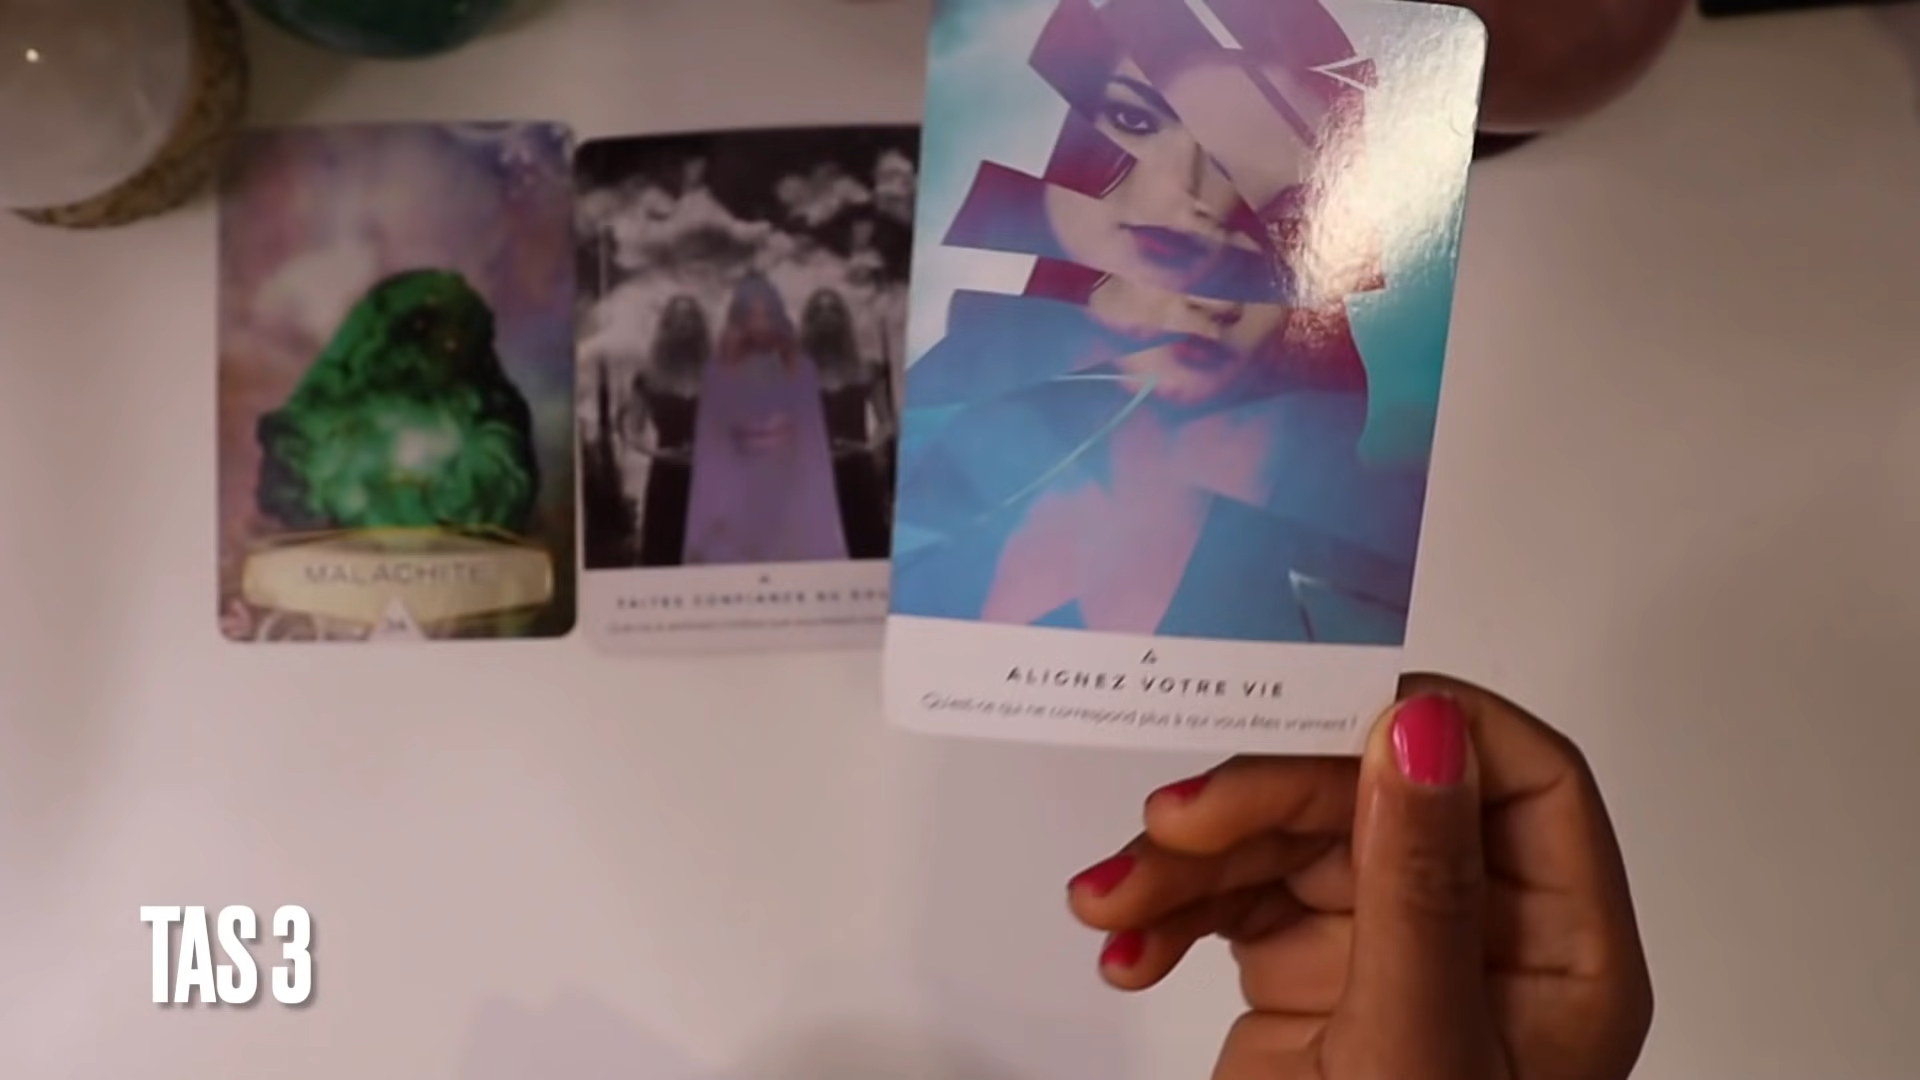 MALACHITE
FAITES CONFIANCE AU
ALIGNEZ VOTRE VIE
Qu'est-ce qui ne correspond plus à qui vous êtes vraiment ?
TAS 3